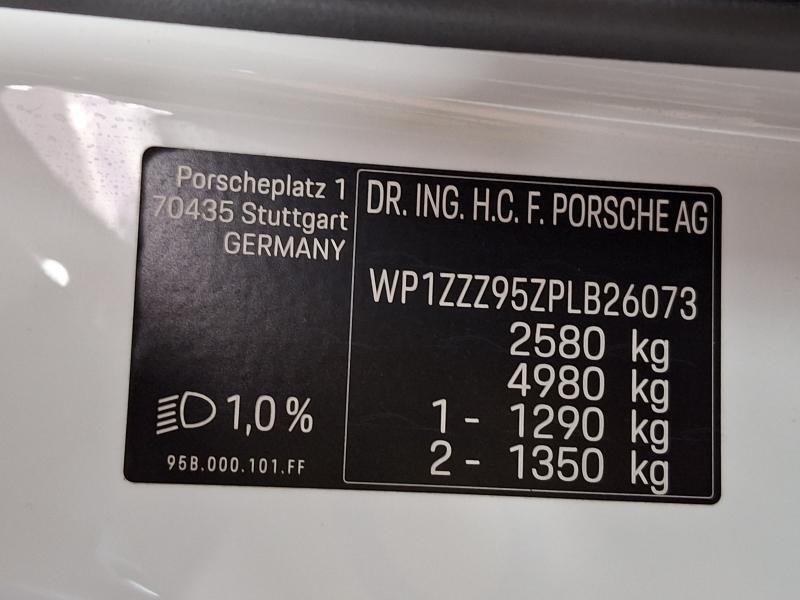 Porscheplatz 1
70435 Stuttgart
GERMANY
1,0 %
95B.000.101.FF
DR. ING. H.C. F. PORSCHE AG
WP1ZZZ95ZPLB26073
2580 kg
4980 kg
1 - 1290 kg
2 - 1350 kg